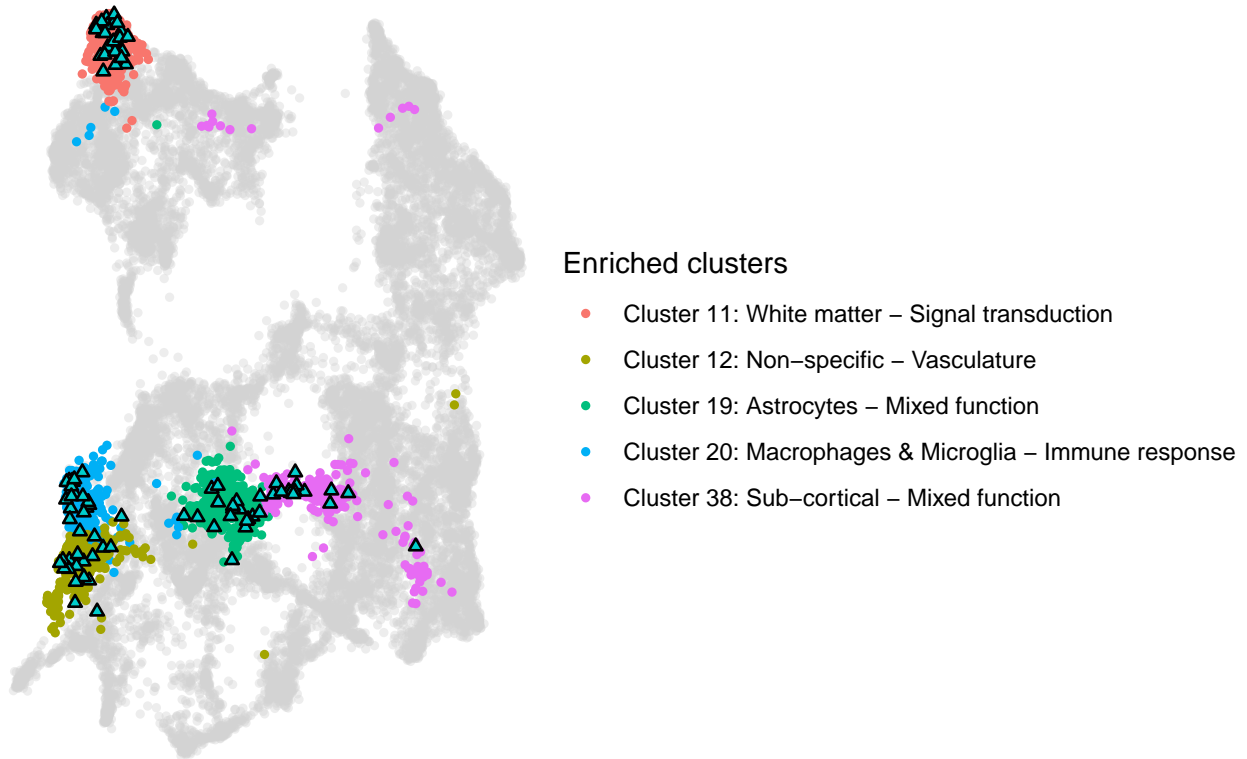 Enriched clusters
Cluster 11: White matter − Signal transduction
Cluster 12: Non−specific − Vasculature
Cluster 19: Astrocytes − Mixed function
Cluster 20: Macrophages & Microglia − Immune response
Cluster 38: Sub−cortical − Mixed function